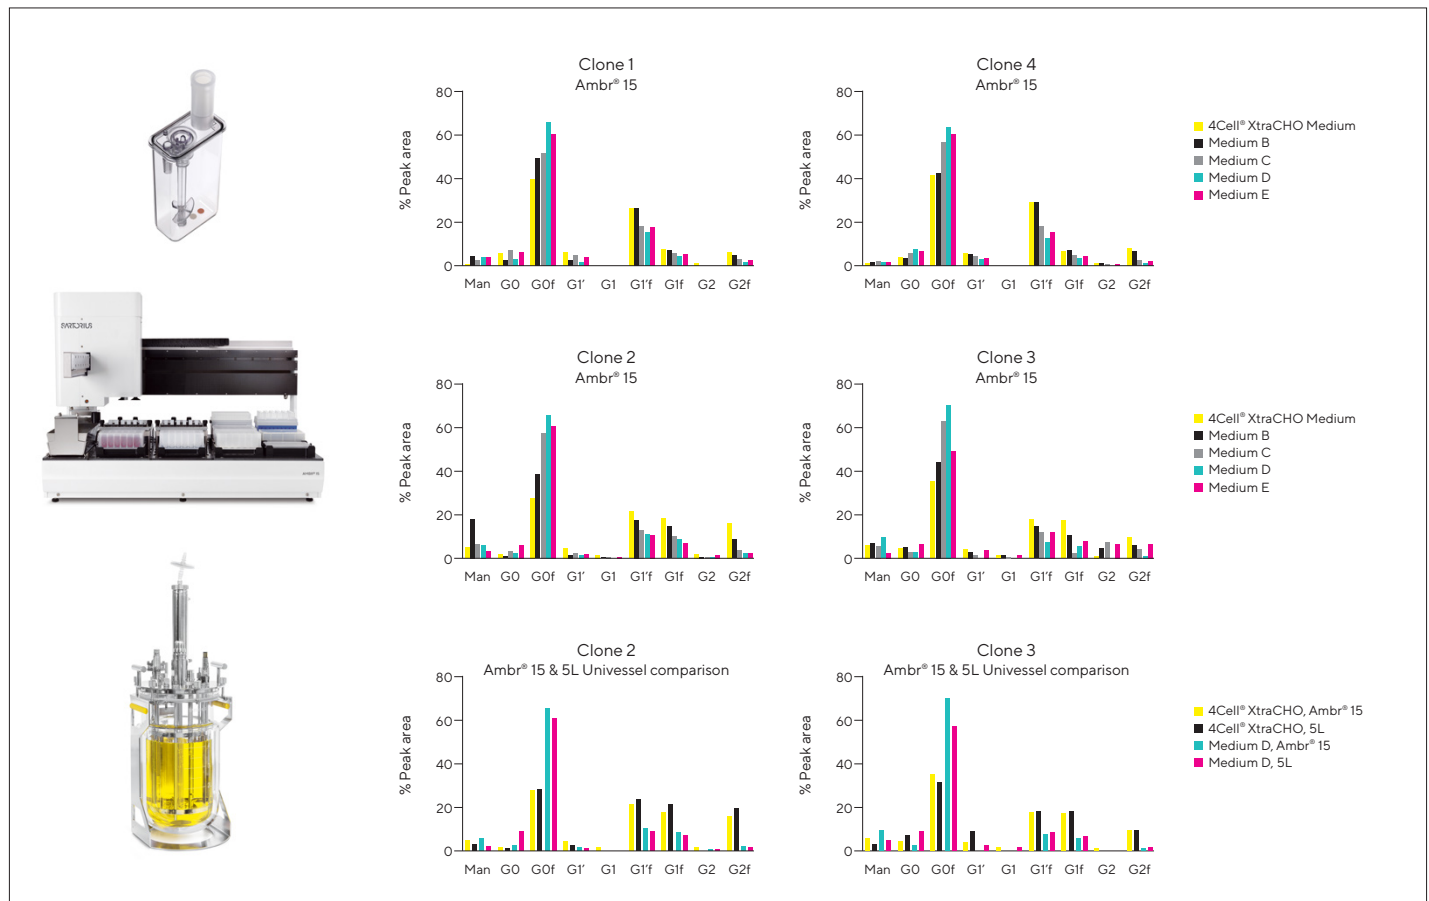 Clone 1
Ambr® 15
% Peak area
80
60
40
20
0
Man G0 G0f G1' G1 G1'f G1f G2 G2f
Clone 4
Ambr® 15
% Peak area
80
60
40
20
0
Man G0 G0f G1' G1 G1'f G1f G2 G2f
4Cell® XtraCHO Medium
Medium B
Medium C
Medium D
Medium E
SARTORIUS
Clone 2
Ambr® 15
% Peak area
80
60
40
20
0
Man G0 G0f G1' G1 G1'f G1f G2 G2f
Clone 3
Ambr® 15
% Peak area
80
60
40
20
0
Man G0 G0f G1' G1 G1'f G1f G2 G2f
4Cell® XtraCHO Medium
Medium B
Medium C
Medium D
Medium E
Clone 2
Ambr® 15 & 5L Univessel comparison
% Peak area
80
60
40
20
0
Man G0 G0f G1' G1 G1'f G1f G2 G2f
Clone 3
Ambr® 15 & 5L Univessel comparison
% Peak area
80
60
40
20
0
Man G0 G0f G1' G1 G1'f G1f G2 G2f
4Cell® XtraCHO, Ambr® 15
4Cell® XtraCHO, 5L
Medium D, Ambr® 15
Medium D, 5L